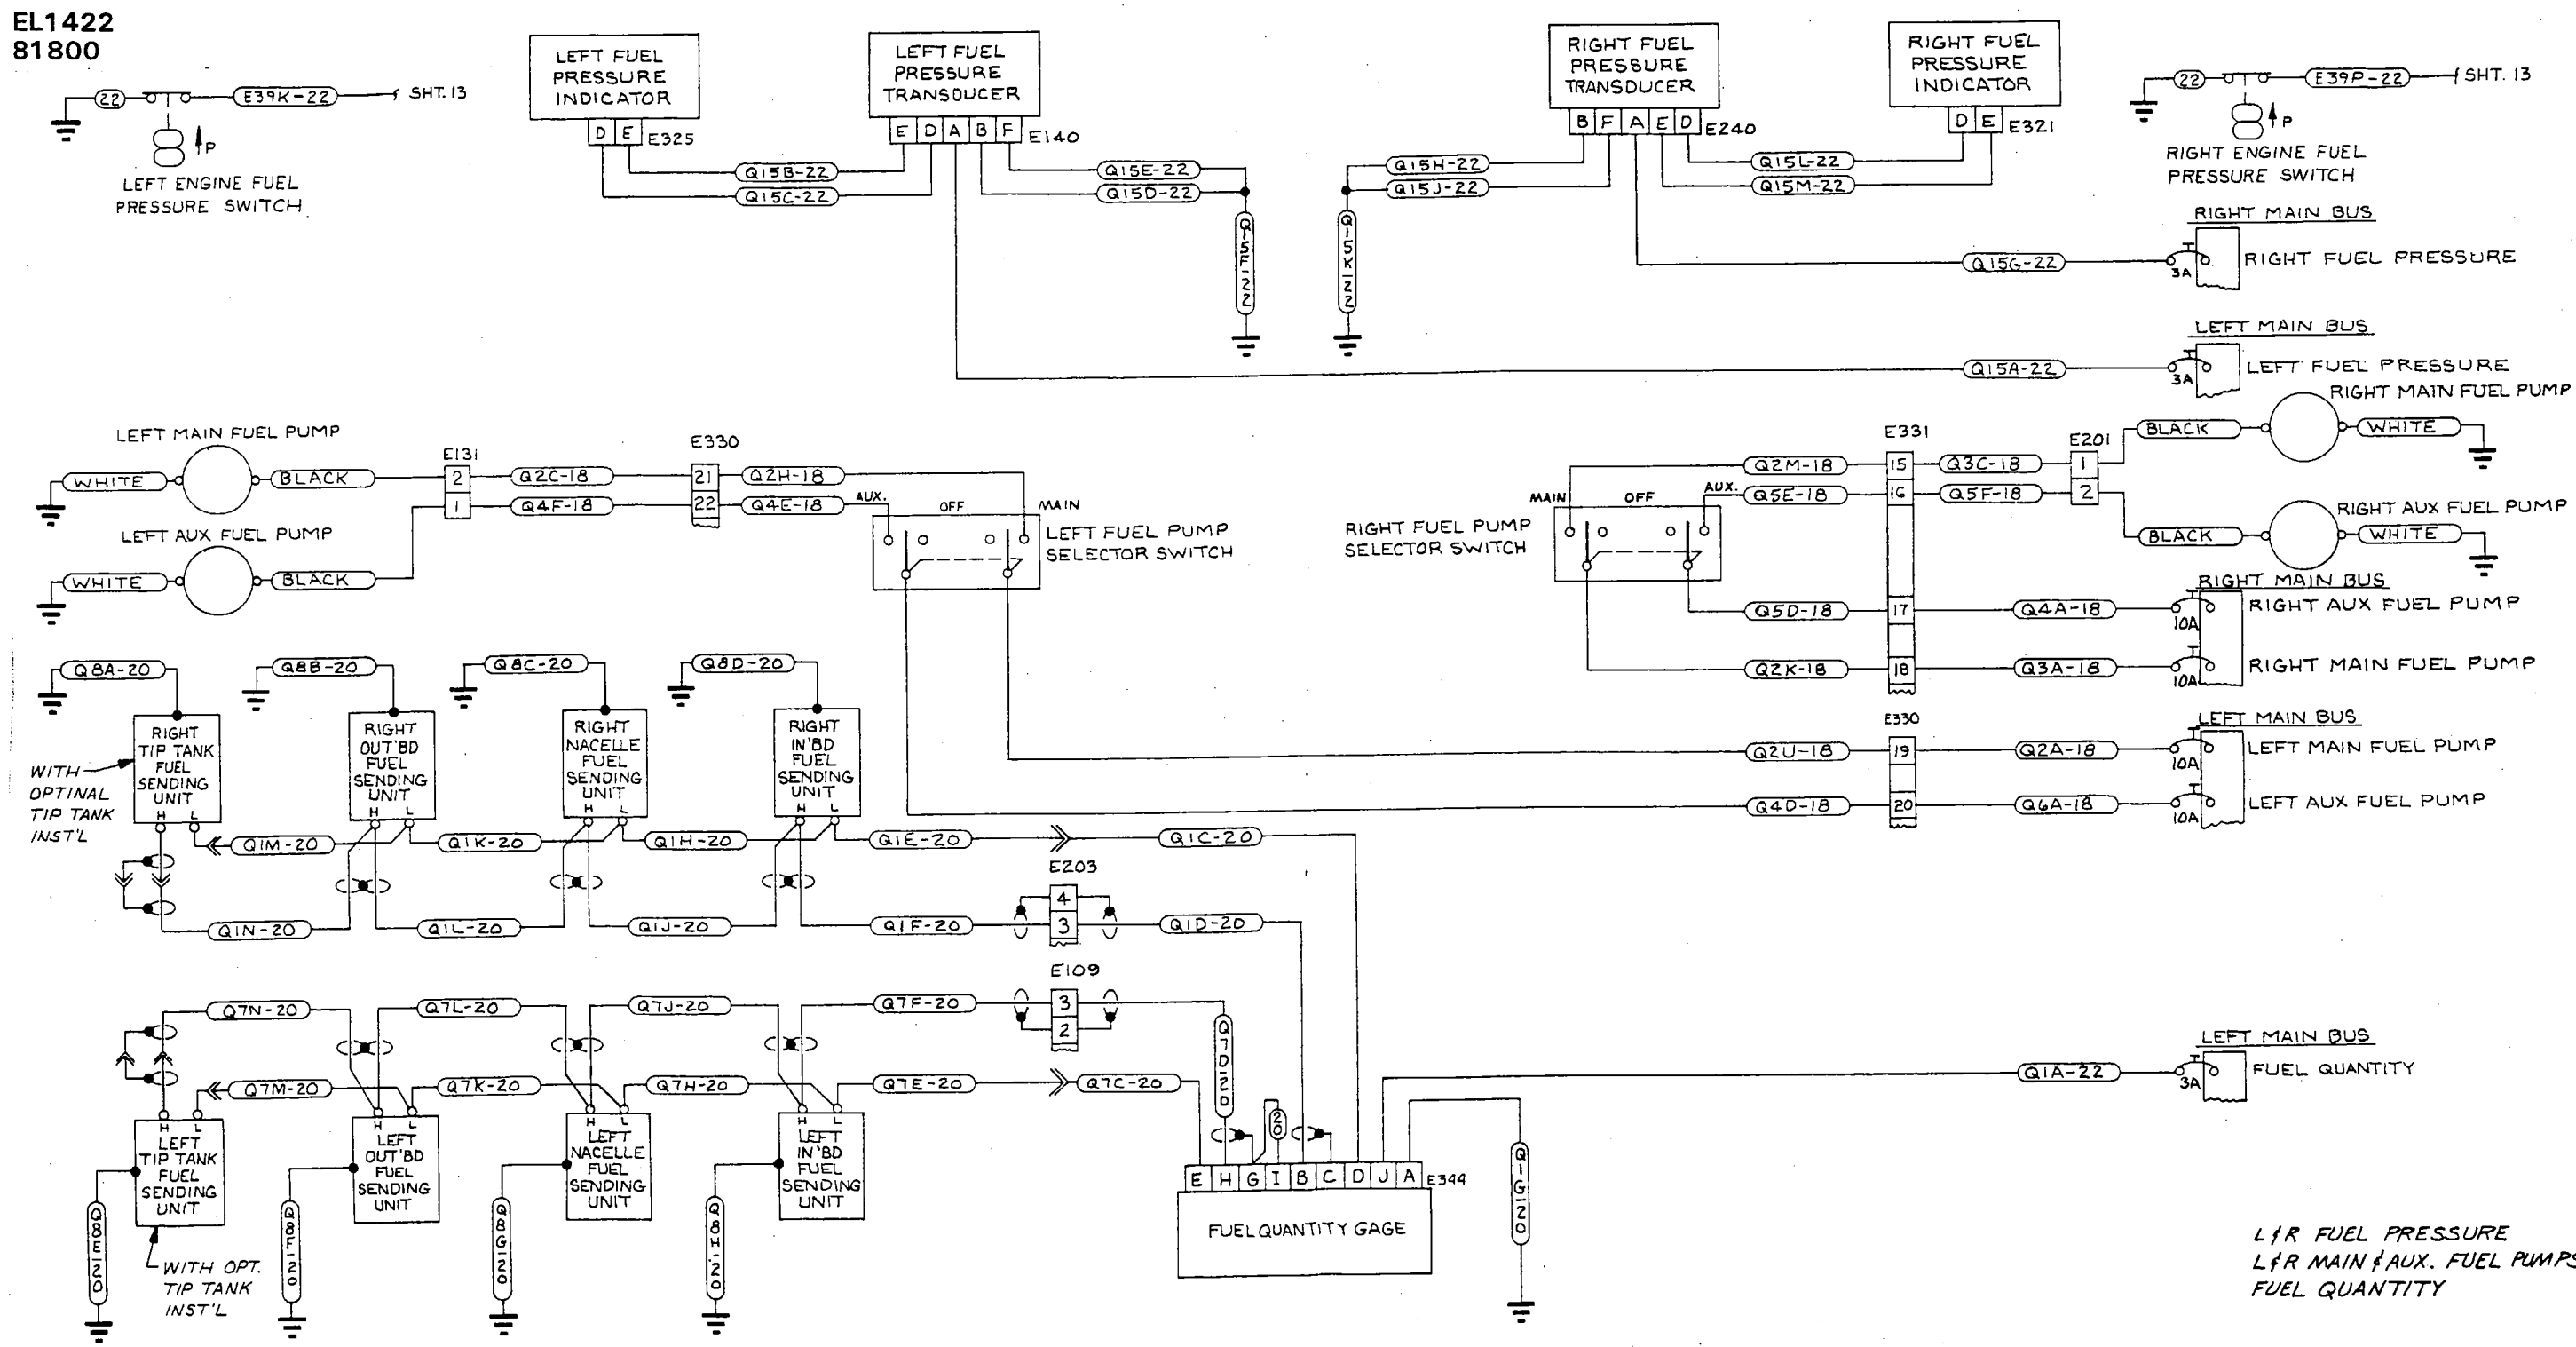 EL1422
81800
22
E39K-22
SHT. 13
LEFT ENGINE FUEL
PRESSURE SWITCH
P
LEFT FUEL
PRESSURE
INDICATOR
D E E325
LEFT FUEL
PRESSURE
TRANSDUCER
E D A B F E140
Q15B-22
Q15C-22
Q15E-22
Q15D-22
Q15F-22
RIGHT FUEL
PRESSURE
TRANSDUCER
B F A E D E240
RIGHT FUEL
PRESSURE
INDICATOR
D E E321
Q15H-22
Q15J-22
Q15K-22
Q15L-22
Q15M-22
22
E39P-22
SHT. 13
P
RIGHT ENGINE FUEL
PRESSURE SWITCH
RIGHT MAIN BUS
Q15G-22
3A
RIGHT FUEL PRESSURE
LEFT MAIN BUS
Q15A-22
3A
LEFT FUEL PRESSURE
LEFT MAIN FUEL PUMP
WHITE
BLACK
E131
2
1
Q2C-18
Q4F-18
E330
21
22
Q2H-18
Q4E-18
AUX.
OFF
MAIN
LEFT FUEL PUMP
SELECTOR SWITCH
LEFT AUX FUEL PUMP
WHITE
BLACK
RIGHT FUEL PUMP
SELECTOR SWITCH
MAIN
OFF
AUX.
Q2M-18
Q5E-18
E331
15
16
17
18
Q3C-18
Q5F-18
E201
1
2
BLACK
WHITE
RIGHT MAIN FUEL PUMP
RIGHT AUX FUEL PUMP
BLACK
WHITE
RIGHT MAIN BUS
Q5D-18
Q4A-18
10A
RIGHT AUX FUEL PUMP
Q2K-18
Q3A-18
10A
RIGHT MAIN FUEL PUMP
E330
LEFT MAIN BUS
Q2U-18
19
Q2A-18
10A
LEFT MAIN FUEL PUMP
Q4D-18
20
Q6A-18
10A
LEFT AUX FUEL PUMP
Q8A-20
Q8B-20
Q8C-20
Q8D-20
RIGHT
TIP TANK
FUEL
SENDING
UNIT
H L
WITH
OPTINAL
TIP TANK
INST'L
RIGHT
OUT'BD
FUEL
SENDING
UNIT
H L
RIGHT
NACELLE
FUEL
SENDING
UNIT
H L
RIGHT
IN'BD
FUEL
SENDING
UNIT
H L
Q1M-20
Q1K-20
Q1H-20
Q1E-20
Q1C-20
E203
4
3
Q1N-20
Q1L-20
Q1J-20
Q1F-20
Q1D-20
E109
3
2
Q7N-20
Q7L-20
Q7J-20
Q7F-20
Q7D-20
Q7M-20
Q7K-20
Q7H-20
Q7E-20
Q7C-20
20
H L
LEFT
TIP TANK
FUEL
SENDING
UNIT
H L
LEFT
OUT'BD
FUEL
SENDING
UNIT
H L
LEFT
NACELLE
FUEL
SENDING
UNIT
H L
LEFT
IN'BD
FUEL
SENDING
UNIT
Q8E-20
Q8F-20
Q8G-20
Q8H-20
WITH OPT.
TIP TANK
INST'L
E H G I B C D J A E344
FUEL QUANTITY GAGE
Q1G-20
LEFT MAIN BUS
Q1A-22
3A
FUEL QUANTITY
L&R FUEL PRESSURE
L&R MAIN & AUX. FUEL PUMPS
FUEL QUANTITY